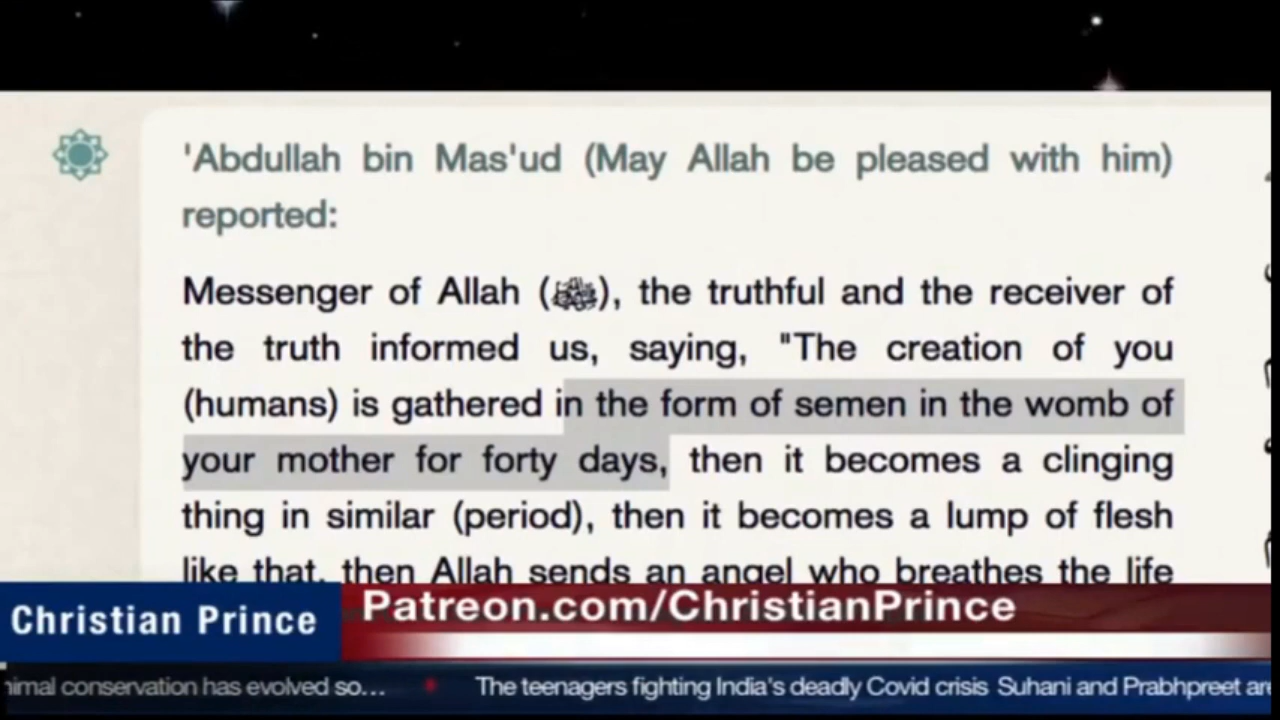 'Abdullah bin Mas'ud (May Allah be pleased with him)
reported:
Messenger of Allah (ﷺ), the truthful and the receiver of
the truth informed us, saying, "The creation of you
(humans) is gathered in the form of semen in the womb of
your mother for forty days, then it becomes a clinging
thing in similar (period), then it becomes a lump of flesh
like that, then Allah sends an angel who breathes the life
Christian Prince
Patreon.com/ChristianPrince
conservation has evolved so... The teenagers fighting India's deadly Covid crisis Suhani and Prabhpreet are